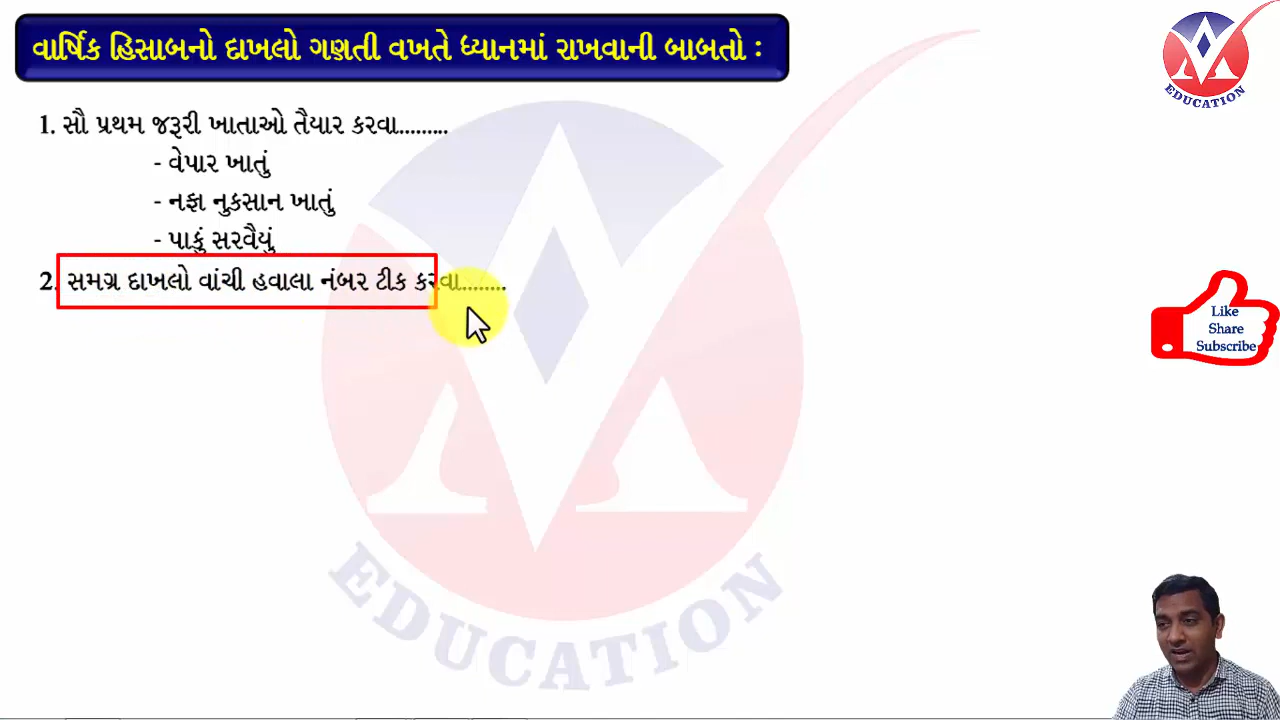 વાર્ષિક હિસાબનો દાખલો ગણતી વખતે ધ્યાનમાં રાખવાની બાબતો :
1. સૌ પ્રથમ જરૂરી ખાતાઓ તૈયાર કરવા.........
- વેપાર ખાતું
- નફા નુકસાન ખાતું
- પાકું સરવૈયું
2. સમગ્ર દાખલો વાંચી હવાલા નંબર ટીક કરવા........
EDUCATION
Like
Share
Subscribe
EDUCATION